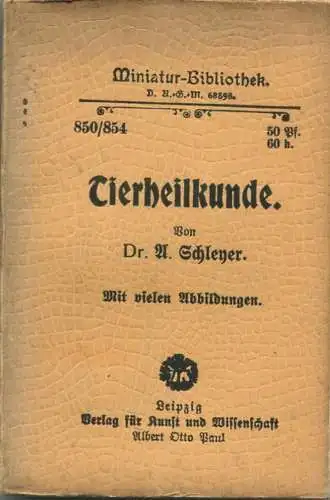 Miniatur-Bibliothek.
D. R.-G.-M. 68596.
850/854
50 Pf.
60 h.
Tierheilkunde.
Von
Dr. A. Schleyer.
Mit vielen Abbildungen.
Leipzig
Verlag für Kunst und Wissenschaft
Albert Otto Paul